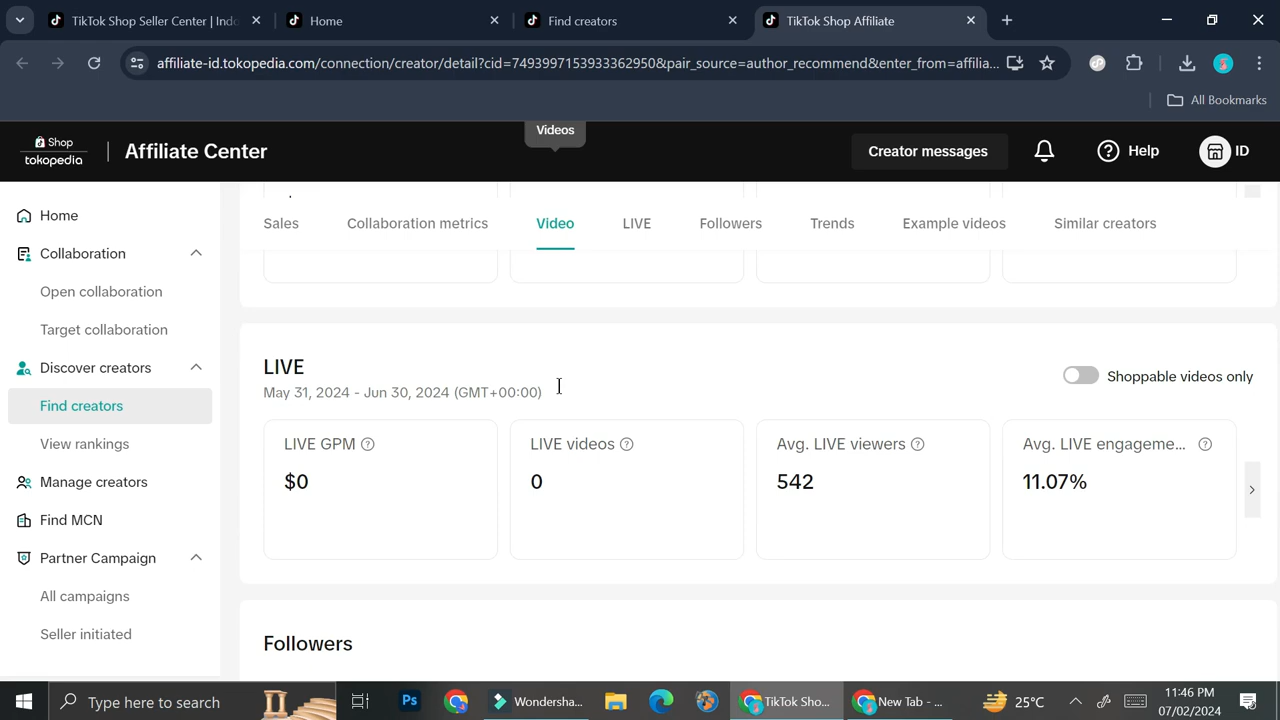 TikTok Shop Seller Center | Indo
Home
Find creators
TikTok Shop Affiliate
affiliate-id.tokopedia.com/connection/creator/detail?cid=7493997153933362950&pair_source=author_recommend&enter_from=affilia...
All Bookmarks
Videos
Shop
tokopedia
Affiliate Center
Creator messages
Help
ID
Home
Collaboration
Open collaboration
Target collaboration
Discover creators
Find creators
View rankings
Manage creators
Find MCN
Partner Campaign
All campaigns
Seller initiated
Sales
Collaboration metrics
Video
LIVE
Followers
Trends
Example videos
Similar creators
LIVE
May 31, 2024 - Jun 30, 2024 (GMT+00:00)
Shoppable videos only
LIVE GPM
$0
LIVE videos
0
Avg. LIVE viewers
542
Avg. LIVE engageme...
11.07%
Followers
Type here to search
Ps
Wondersha...
TikTok Sho...
New Tab - ...
25°C
11:46 PM
07/02/2024